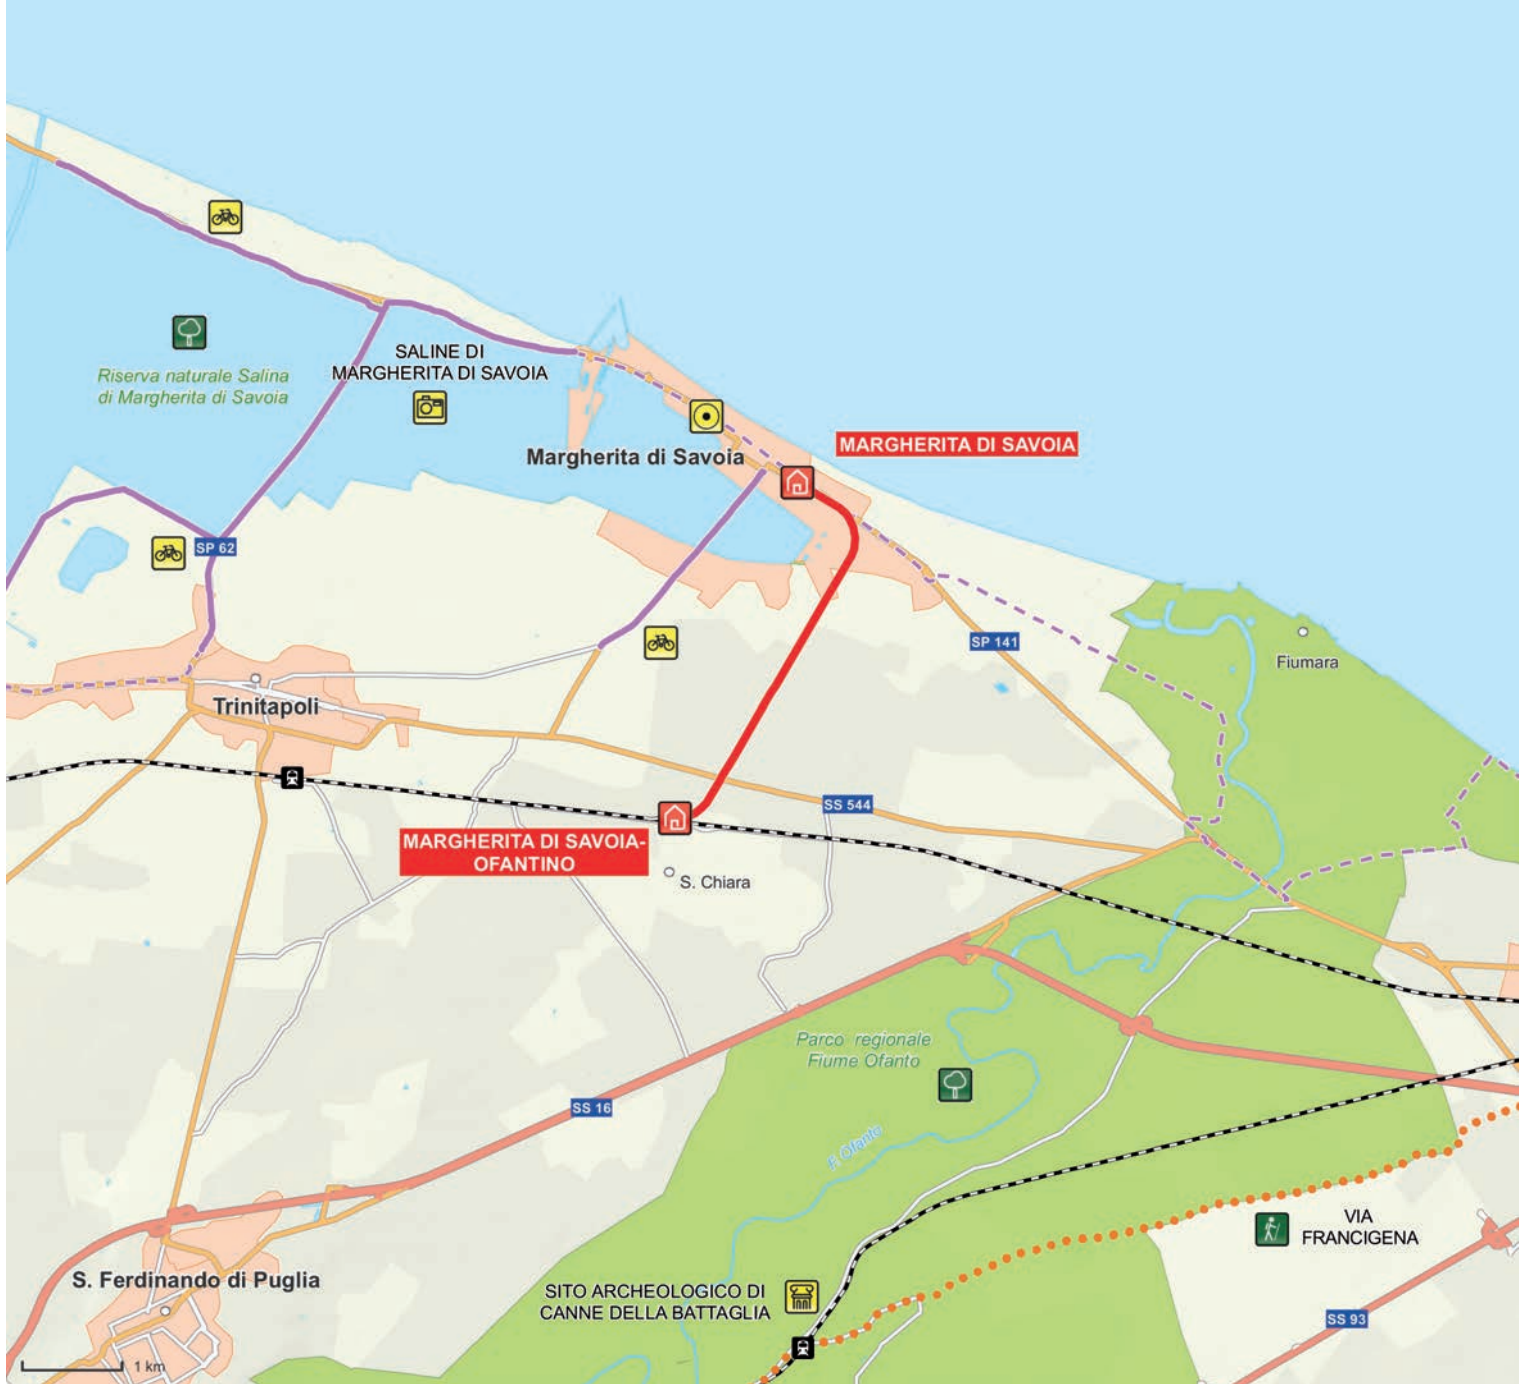 SALINE DI
MARGHERITA DI SAVOIA
Riserva naturale Salina
di Margherita di Savoia
MARGHERITA DI SAVOIA
Margherita di Savoia
SP 62
SP 141
Fiumara
Trinitapoli
SS 544
MARGHERITA DI SAVOIA-
OFANTINO
S. Chiara
Parco regionale
Fiume Ofanto
SS 16
F. Ofanto
VIA
FRANCIGENA
S. Ferdinando di Puglia
SITO ARCHEOLOGICO DI
CANNE DELLA BATTAGLIA
SS 93
1 km